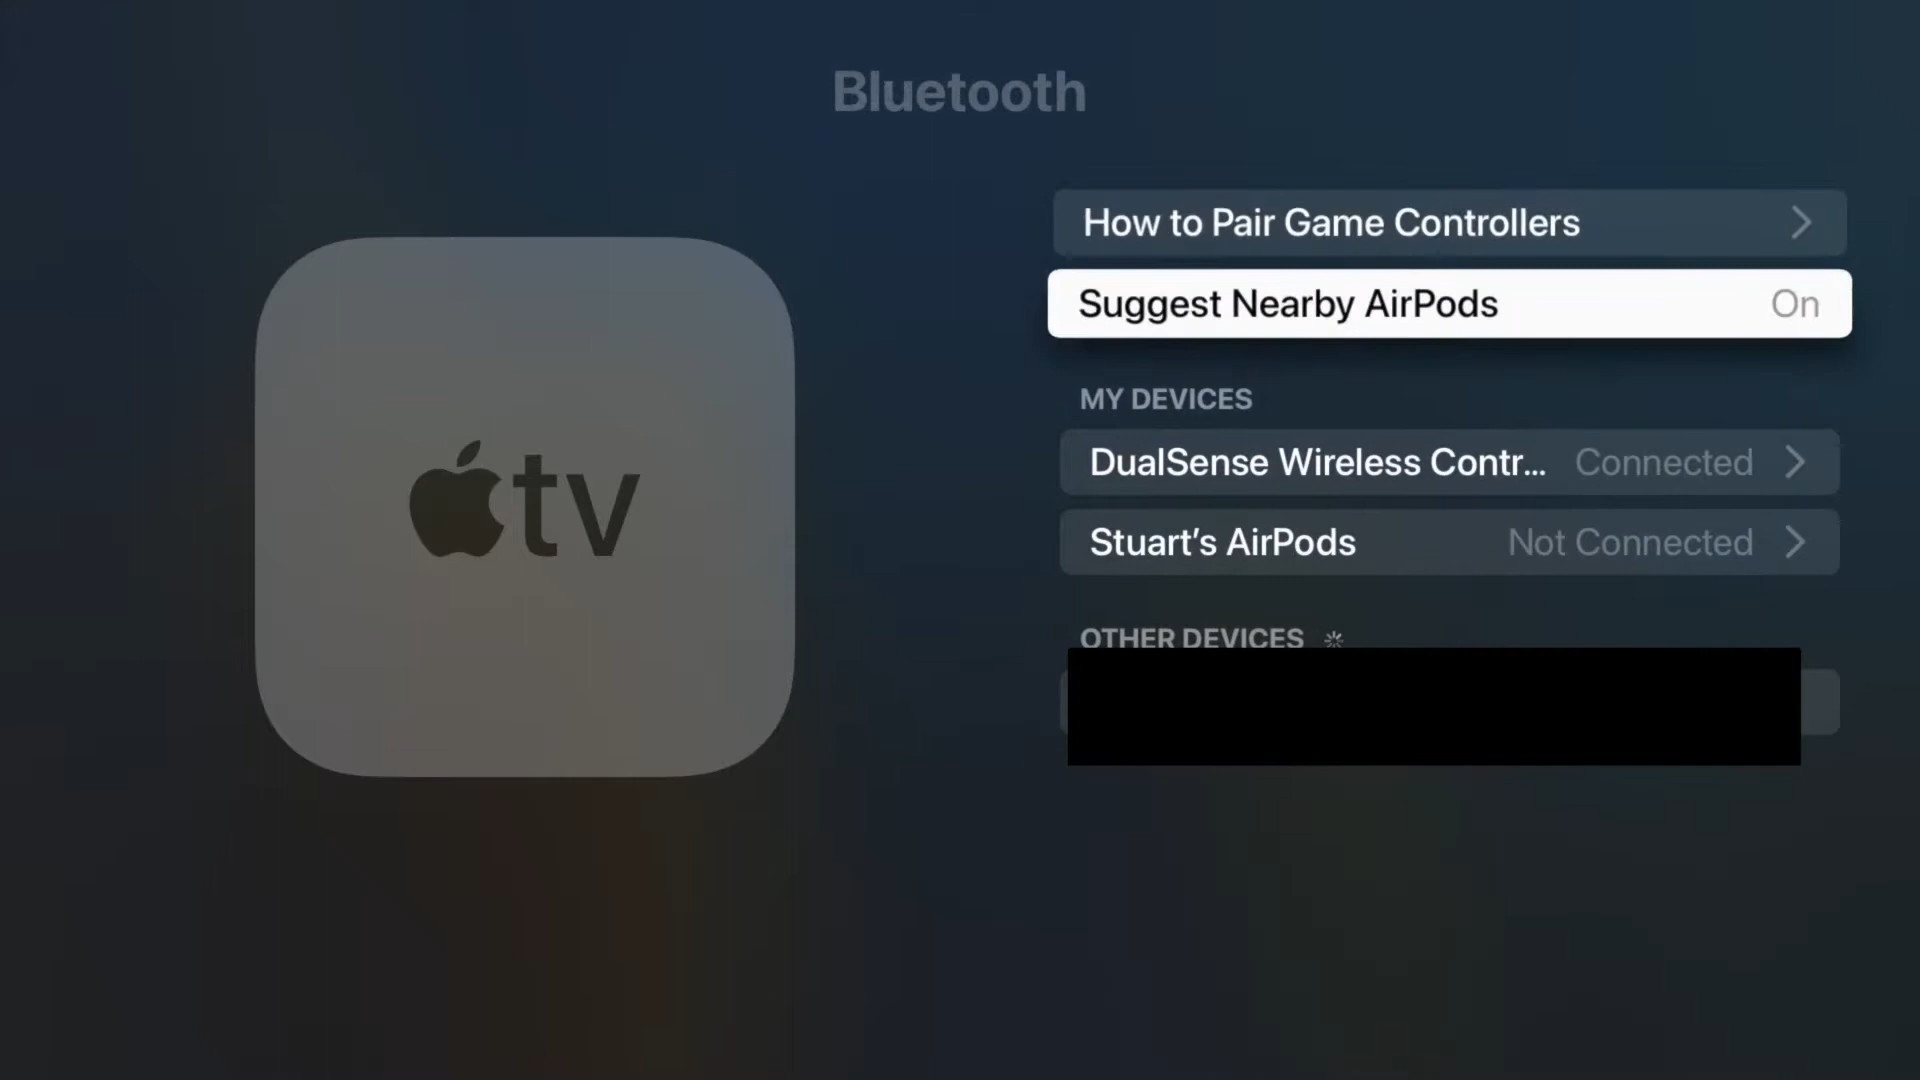 Bluetooth
How to Pair Game Controllers
Suggest Nearby AirPods On
MY DEVICES
DualSense Wireless Contr... Connected
Stuart’s AirPods Not Connected
OTHER DEVICES
tv